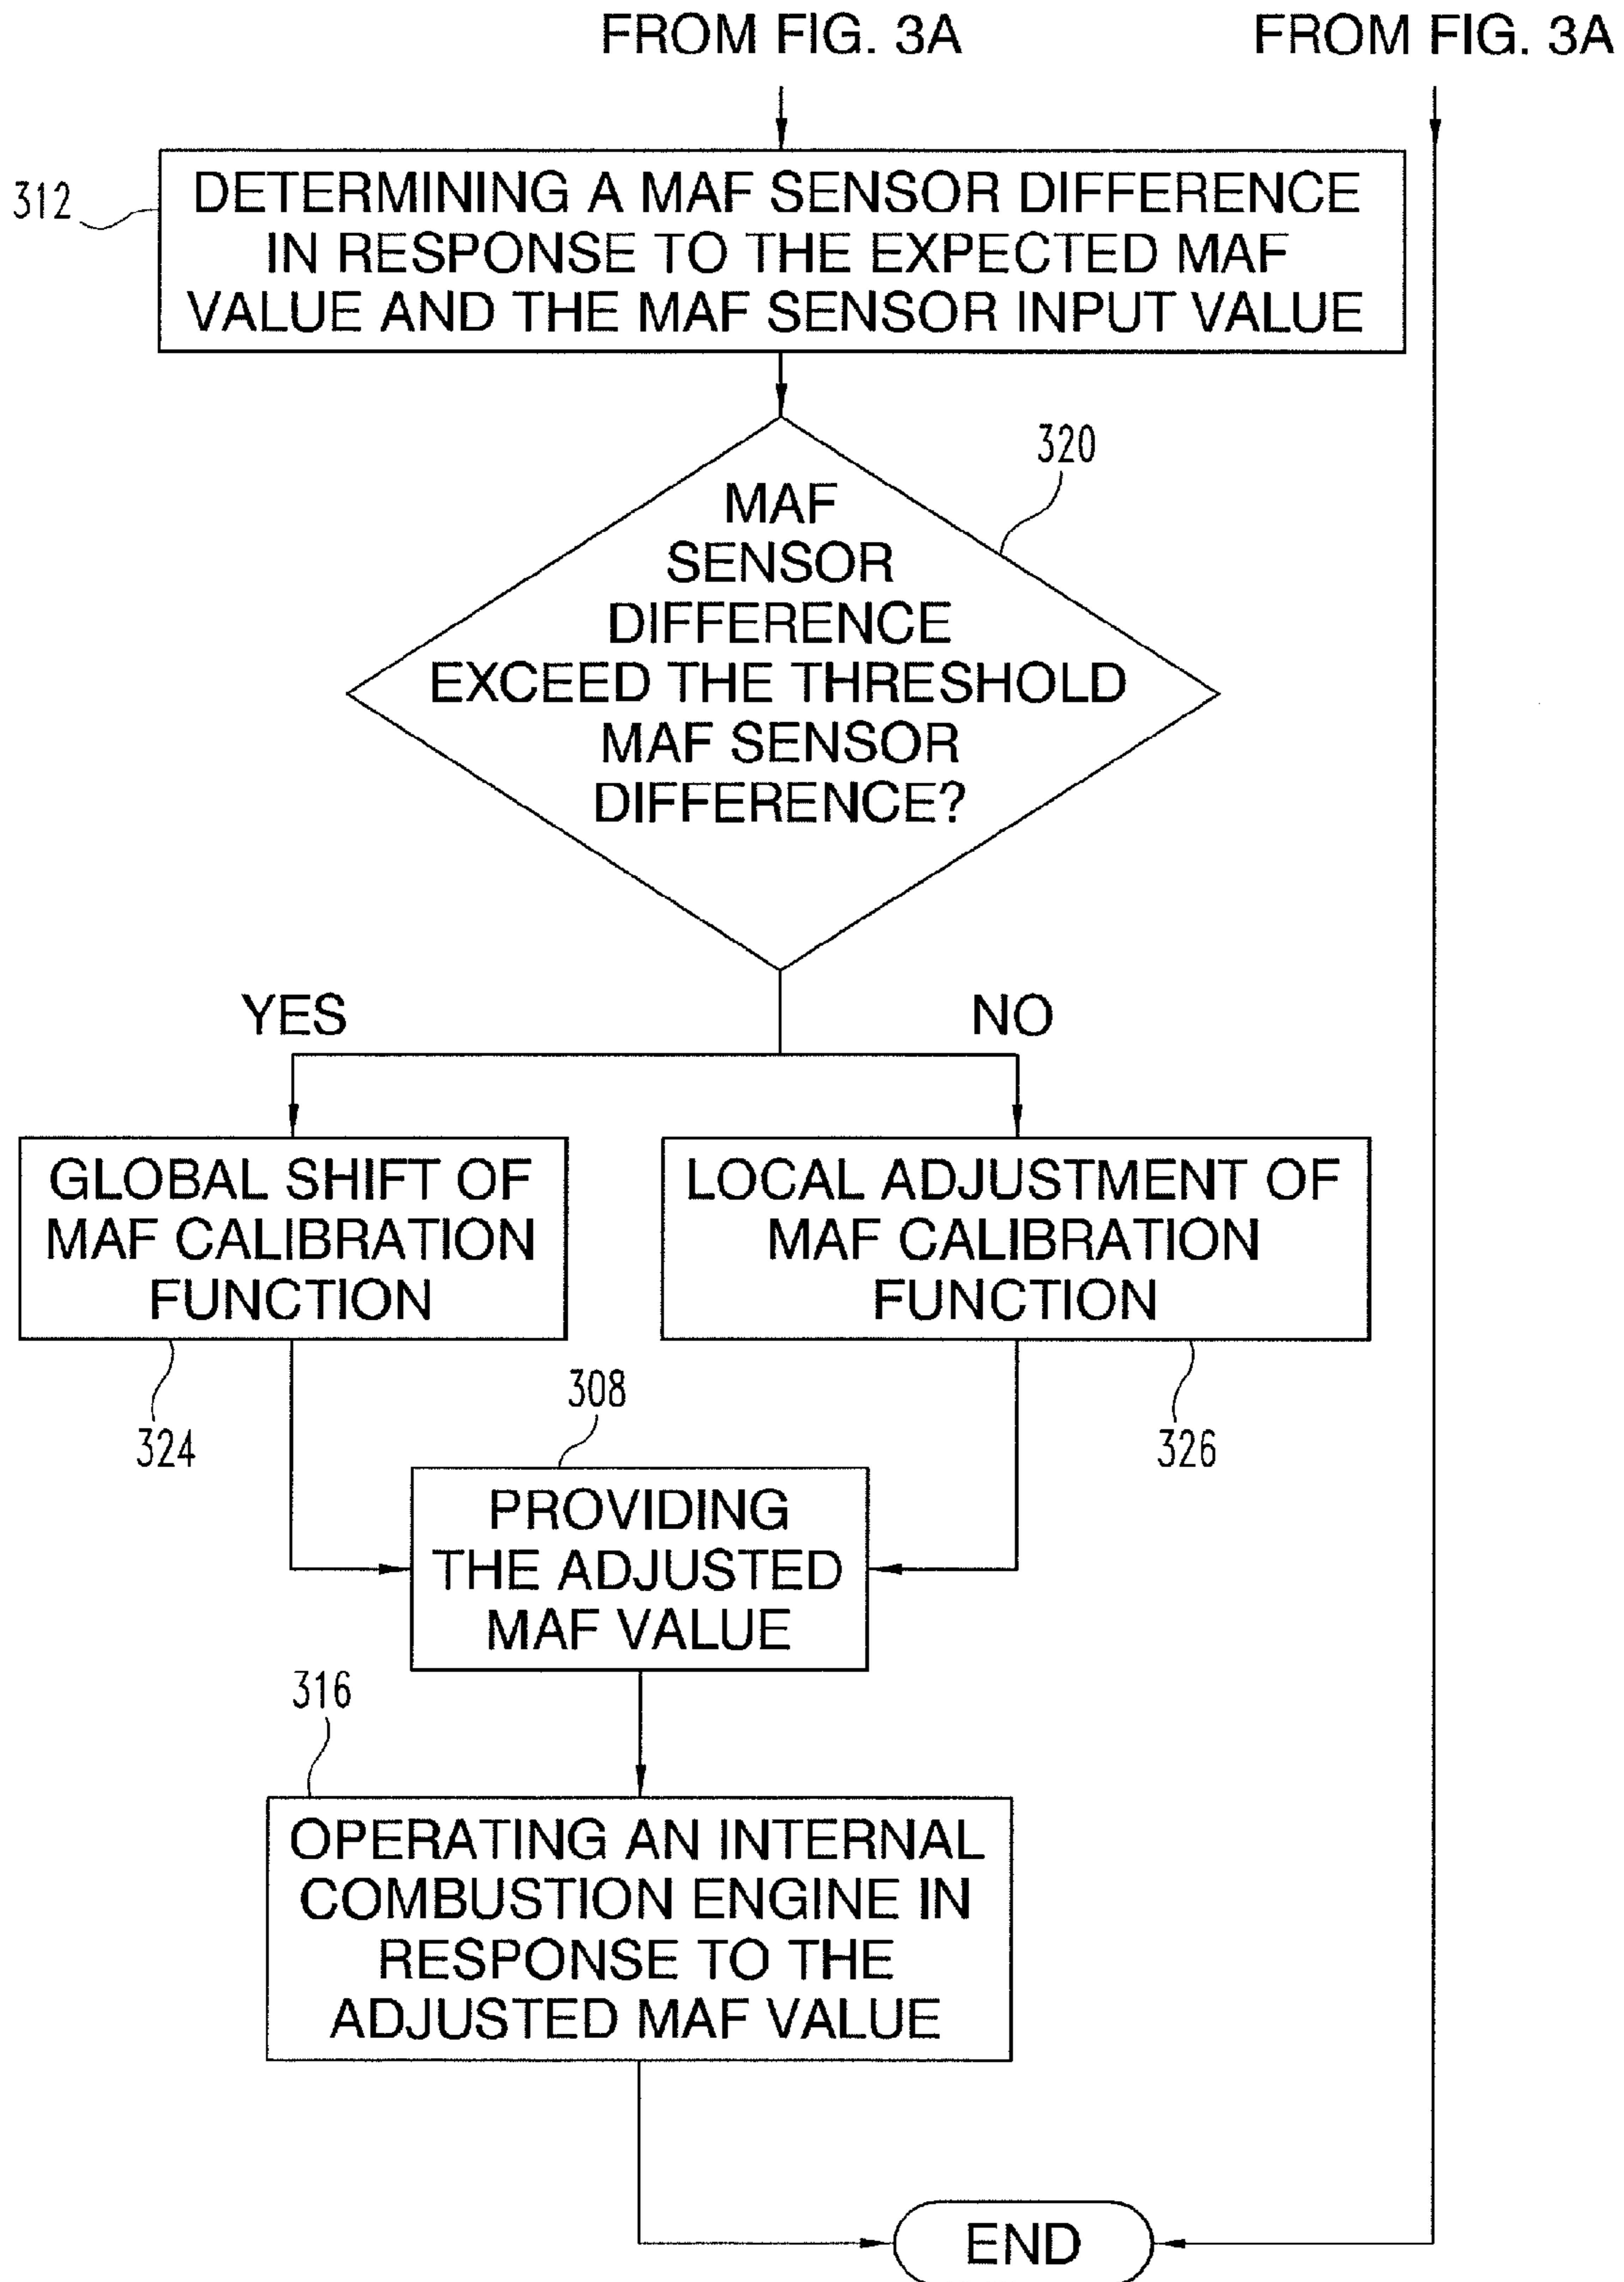 FROM FIG. 3A
FROM FIG. 3A
312
DETERMINING A MAF SENSOR DIFFERENCE
IN RESPONSE TO THE EXPECTED MAF
VALUE AND THE MAF SENSOR INPUT VALUE
320
MAF
SENSOR
DIFFERENCE
EXCEED THE THRESHOLD
MAF SENSOR
DIFFERENCE?
YES
NO
GLOBAL SHIFT OF
MAF CALIBRATION
FUNCTION
324
LOCAL ADJUSTMENT OF
MAF CALIBRATION
FUNCTION
326
308
PROVIDING
THE ADJUSTED
MAF VALUE
316
OPERATING AN INTERNAL
COMBUSTION ENGINE IN
RESPONSE TO THE
ADJUSTED MAF VALUE
END